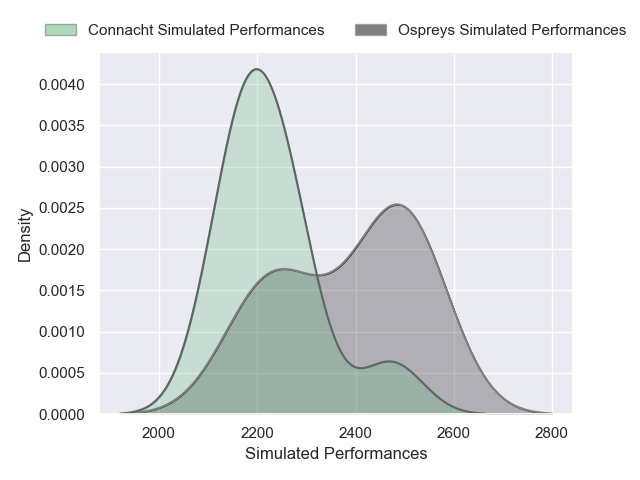 Connacht Simulated Performances Ospreys Simulated Performances
0.0040
0.0035
0.0030
0.0025
0.0020
0.0015
0.0010
0.0005
0.0000
Density
2000 2200 2400 2600 2800
Simulated Performances